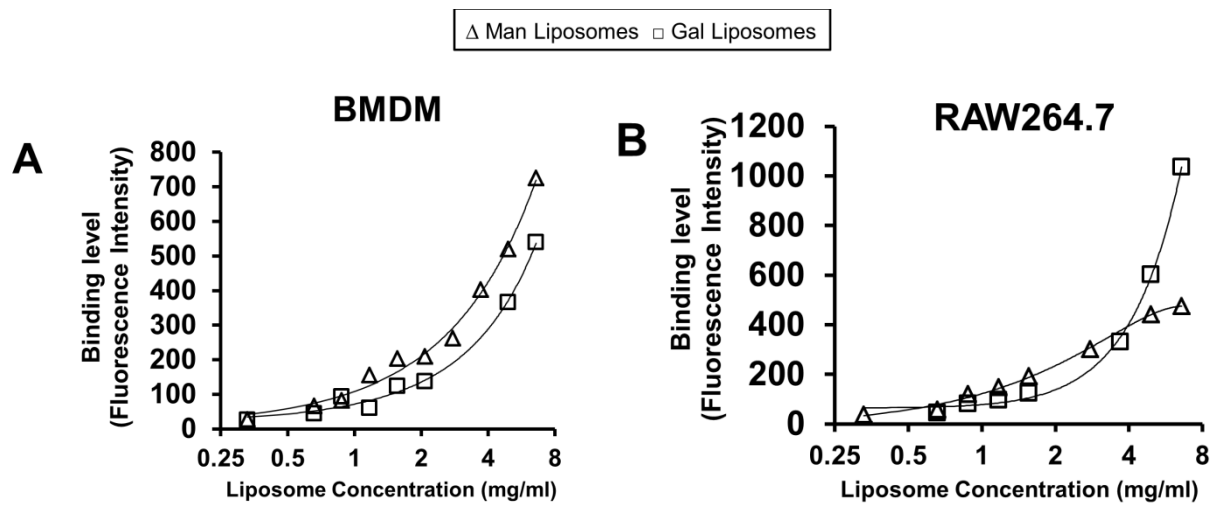 △ Man Liposomes □ Gal Liposomes
A
BMDM
Binding level
(Fluorescence Intensity)
800
700
600
500
400
300
200
100
0
0.25 0.5 1 2 4 8
Liposome Concentration (mg/ml)
B
RAW264.7
Binding level
(Fluorescence Intensity)
1200
1000
800
600
400
200
0
0.25 0.5 1 2 4 8
Liposome Concentration (mg/ml)